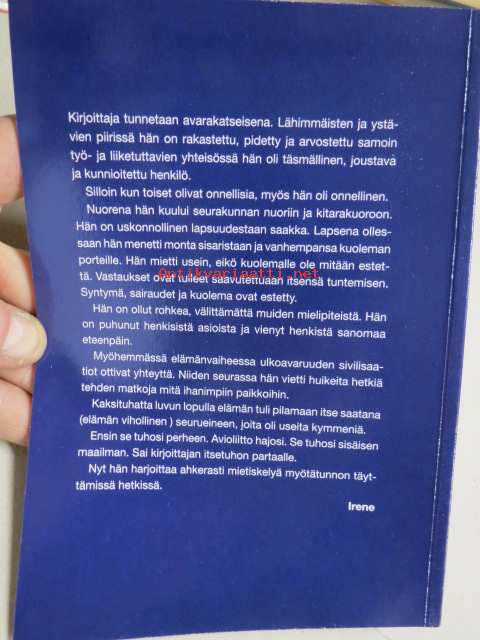 Kirjoittaja tunnetaan avarakatseisena. Lähimmäisten ja ystä-
vien piirissä hän on rakastettu, pidetty ja arvostettu samoin
työ- ja liiketuttavien yhteisössä hän oli täsmällinen, joustava
ja kunnioitettu henkilö.
Silloin kun toiset olivat onnellisia, myös hän oli onnellinen.
Nuorena hän kuului seurakunnan nuoriin ja kitarakuoroon.
Hän on uskonnollinen lapsuudestaan saakka. Lapsena olles-
saan hän menetti monta sisaristaan ja vanhempansa kuoleman
porteille. Hän mietti usein, eikö kuolemalle ole mitään estet-
tä. Vastaukset ovat tulleet saavutettuaan itsensä tuntemisen.
Antikvariaatti.net
Syntymä, sairaudet ja kuolema ovat estetty.
Hän on ollut rohkea, välittämättä muiden mielipiteistä. Hän
on puhunut henkisistä asioista ja vienyt henkistä sanomaa
eteenpäin.
Myöhemmässä elämänvaiheessa ulkoavaruuden sivilisaa-
tiot ottivat yhteyttä. Niiden seurassa hän vietti huikeita hetkiä
tehden matkoja mitä ihanimpiin paikkoihin.
Kaksituhatta luvun lopulla elämän tuli pilamaan itse saatana
(elämän vihollinen ) seurueineen, joita oli useita kymmeniä.
Ensin se tuhosi perheen. Avioliitto hajosi. Se tuhosi sisäisen
maailman. Sai kirjoittajan itsetuhon partaalle.
Nyt hän harjoittaa ahkerasti mietiskelyä myötätunnon täyt-
tämissä hetkissä.
Irene